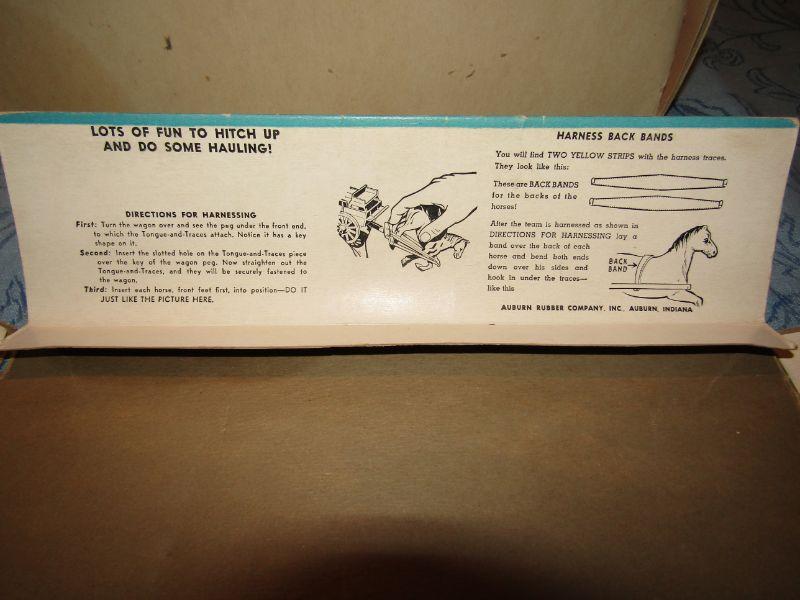 LOTS OF FUN TO HITCH UP
AND DO SOME HAULING!
DIRECTIONS FOR HARNESSING
First: Turn the wagon over and see the peg under the front end,
to which the Tongue-and-Traces attach. Notice it has a key
shape on it.
Second: Insert the slotted hole on the Tongue-and-Traces piece
over the key of the wagon peg. Now straighten out the
Tongue-and-Traces, and they will be securely fastened to
the wagon.
Third: Insert each horse, front feet first, into position—DO IT
JUST LIKE THE PICTURE HERE.
HARNESS BACK BANDS
You will find TWO YELLOW STRIPS with the harness traces.
They look like this:
These are BACK BANDS
for the backs of the
horses!
After the team is harnessed as shown in
DIRECTIONS FOR HARNESSING lay a
band over the back of each
horse and bend both ends
down over his sides and
hook in under the traces—
like this
BACK
BAND
AUBURN RUBBER COMPANY, INC., AUBURN, INDIANA